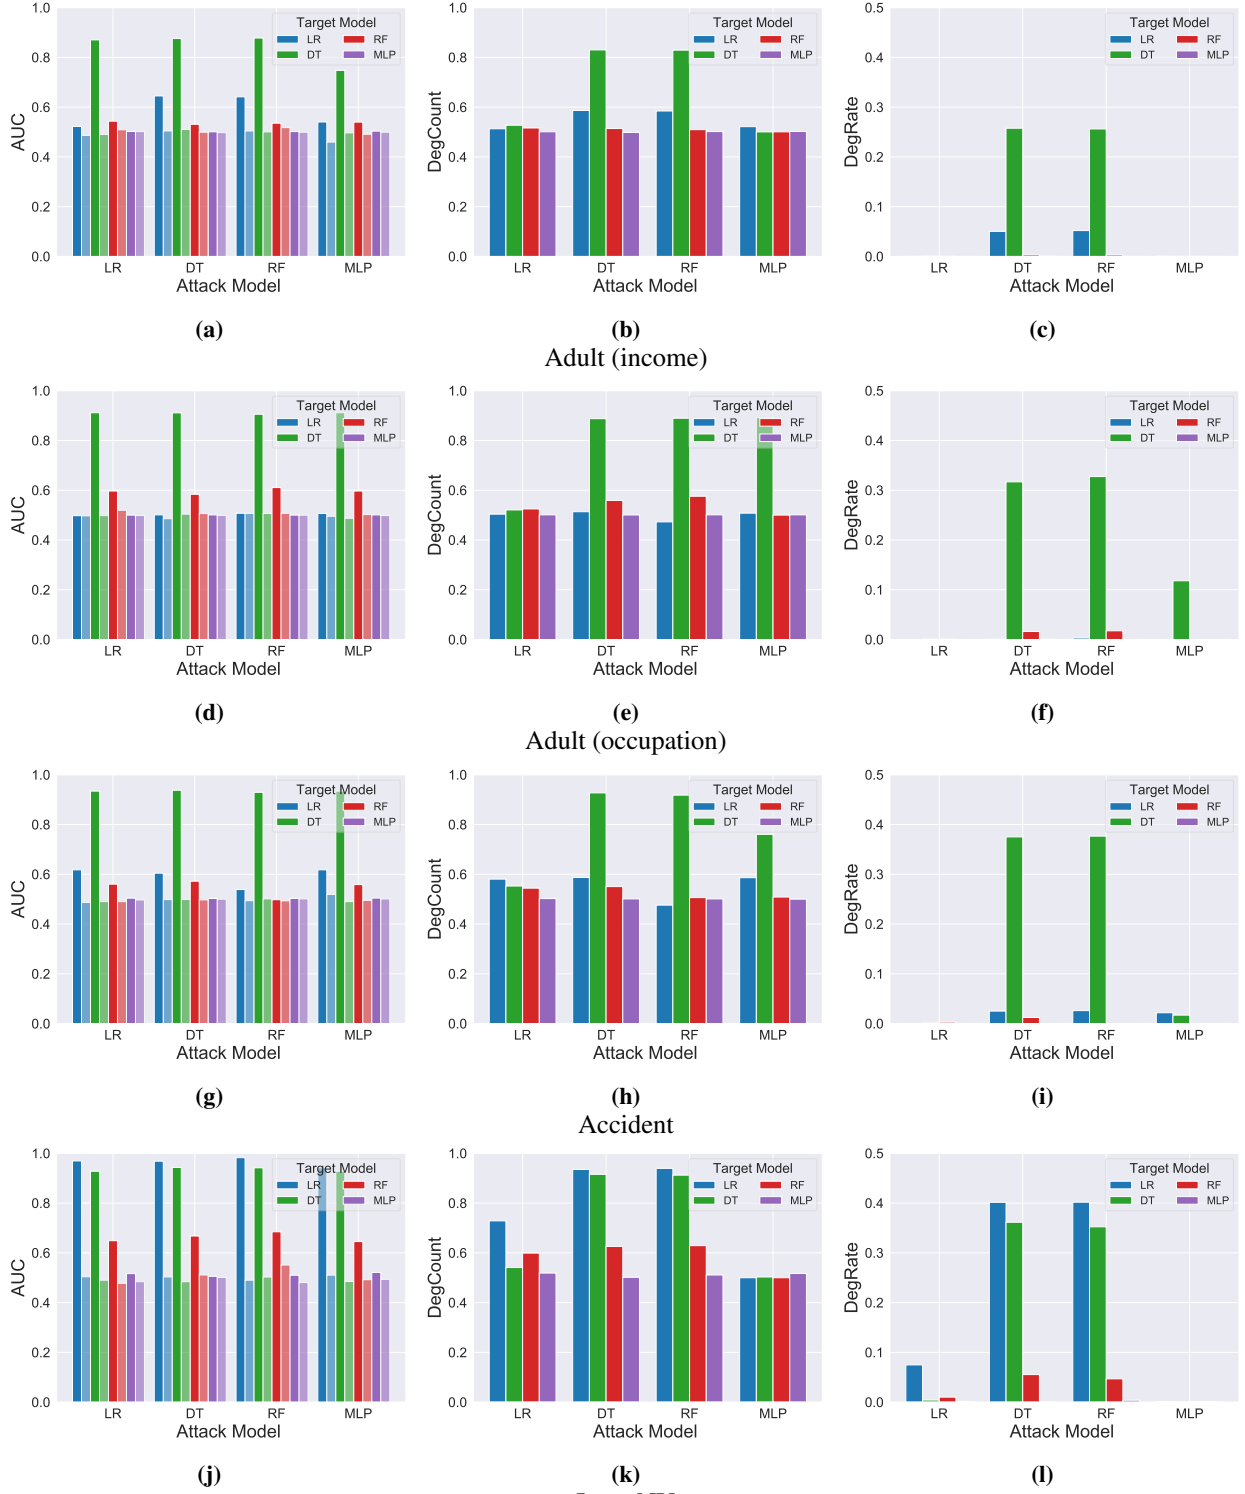 1.0
0.8
0.6
0.4
0.2
0.0
AUC
Target Model
LR RF
DT MLP
LR DT RF MLP
Attack Model
(a)
1.0
0.8
0.6
0.4
0.2
0.0
DegCount
Target Model
LR RF
DT MLP
LR DT RF MLP
Attack Model
(b)
0.5
0.4
0.3
0.2
0.1
0.0
DegRate
Target Model
LR RF
DT MLP
LR DT RF MLP
Attack Model
(c)
Adult (income)
1.0
0.8
0.6
0.4
0.2
0.0
AUC
Target Model
LR RF
DT MLP
LR DT RF MLP
Attack Model
(d)
1.0
0.8
0.6
0.4
0.2
0.0
DegCount
Target Model
LR RF
DT MLP
LR DT RF MLP
Attack Model
(e)
0.5
0.4
0.3
0.2
0.1
0.0
DegRate
Target Model
LR RF
DT MLP
LR DT RF MLP
Attack Model
(f)
Adult (occupation)
1.0
0.8
0.6
0.4
0.2
0.0
AUC
Target Model
LR RF
DT MLP
LR DT RF MLP
Attack Model
(g)
1.0
0.8
0.6
0.4
0.2
0.0
DegCount
Target Model
LR RF
DT MLP
LR DT RF MLP
Attack Model
(h)
0.5
0.4
0.3
0.2
0.1
0.0
DegRate
Target Model
LR RF
DT MLP
LR DT RF MLP
Attack Model
(i)
Accident
1.0
0.8
0.6
0.4
0.2
0.0
AUC
Target Model
LR RF
DT MLP
LR DT RF MLP
Attack Model
(j)
1.0
0.8
0.6
0.4
0.2
0.0
DegCount
Target Model
LR RF
DT MLP
LR DT RF MLP
Attack Model
(k)
0.5
0.4
0.3
0.2
0.1
0.0
DegRate
Target Model
LR RF
DT MLP
LR DT RF MLP
Attack Model
(l)